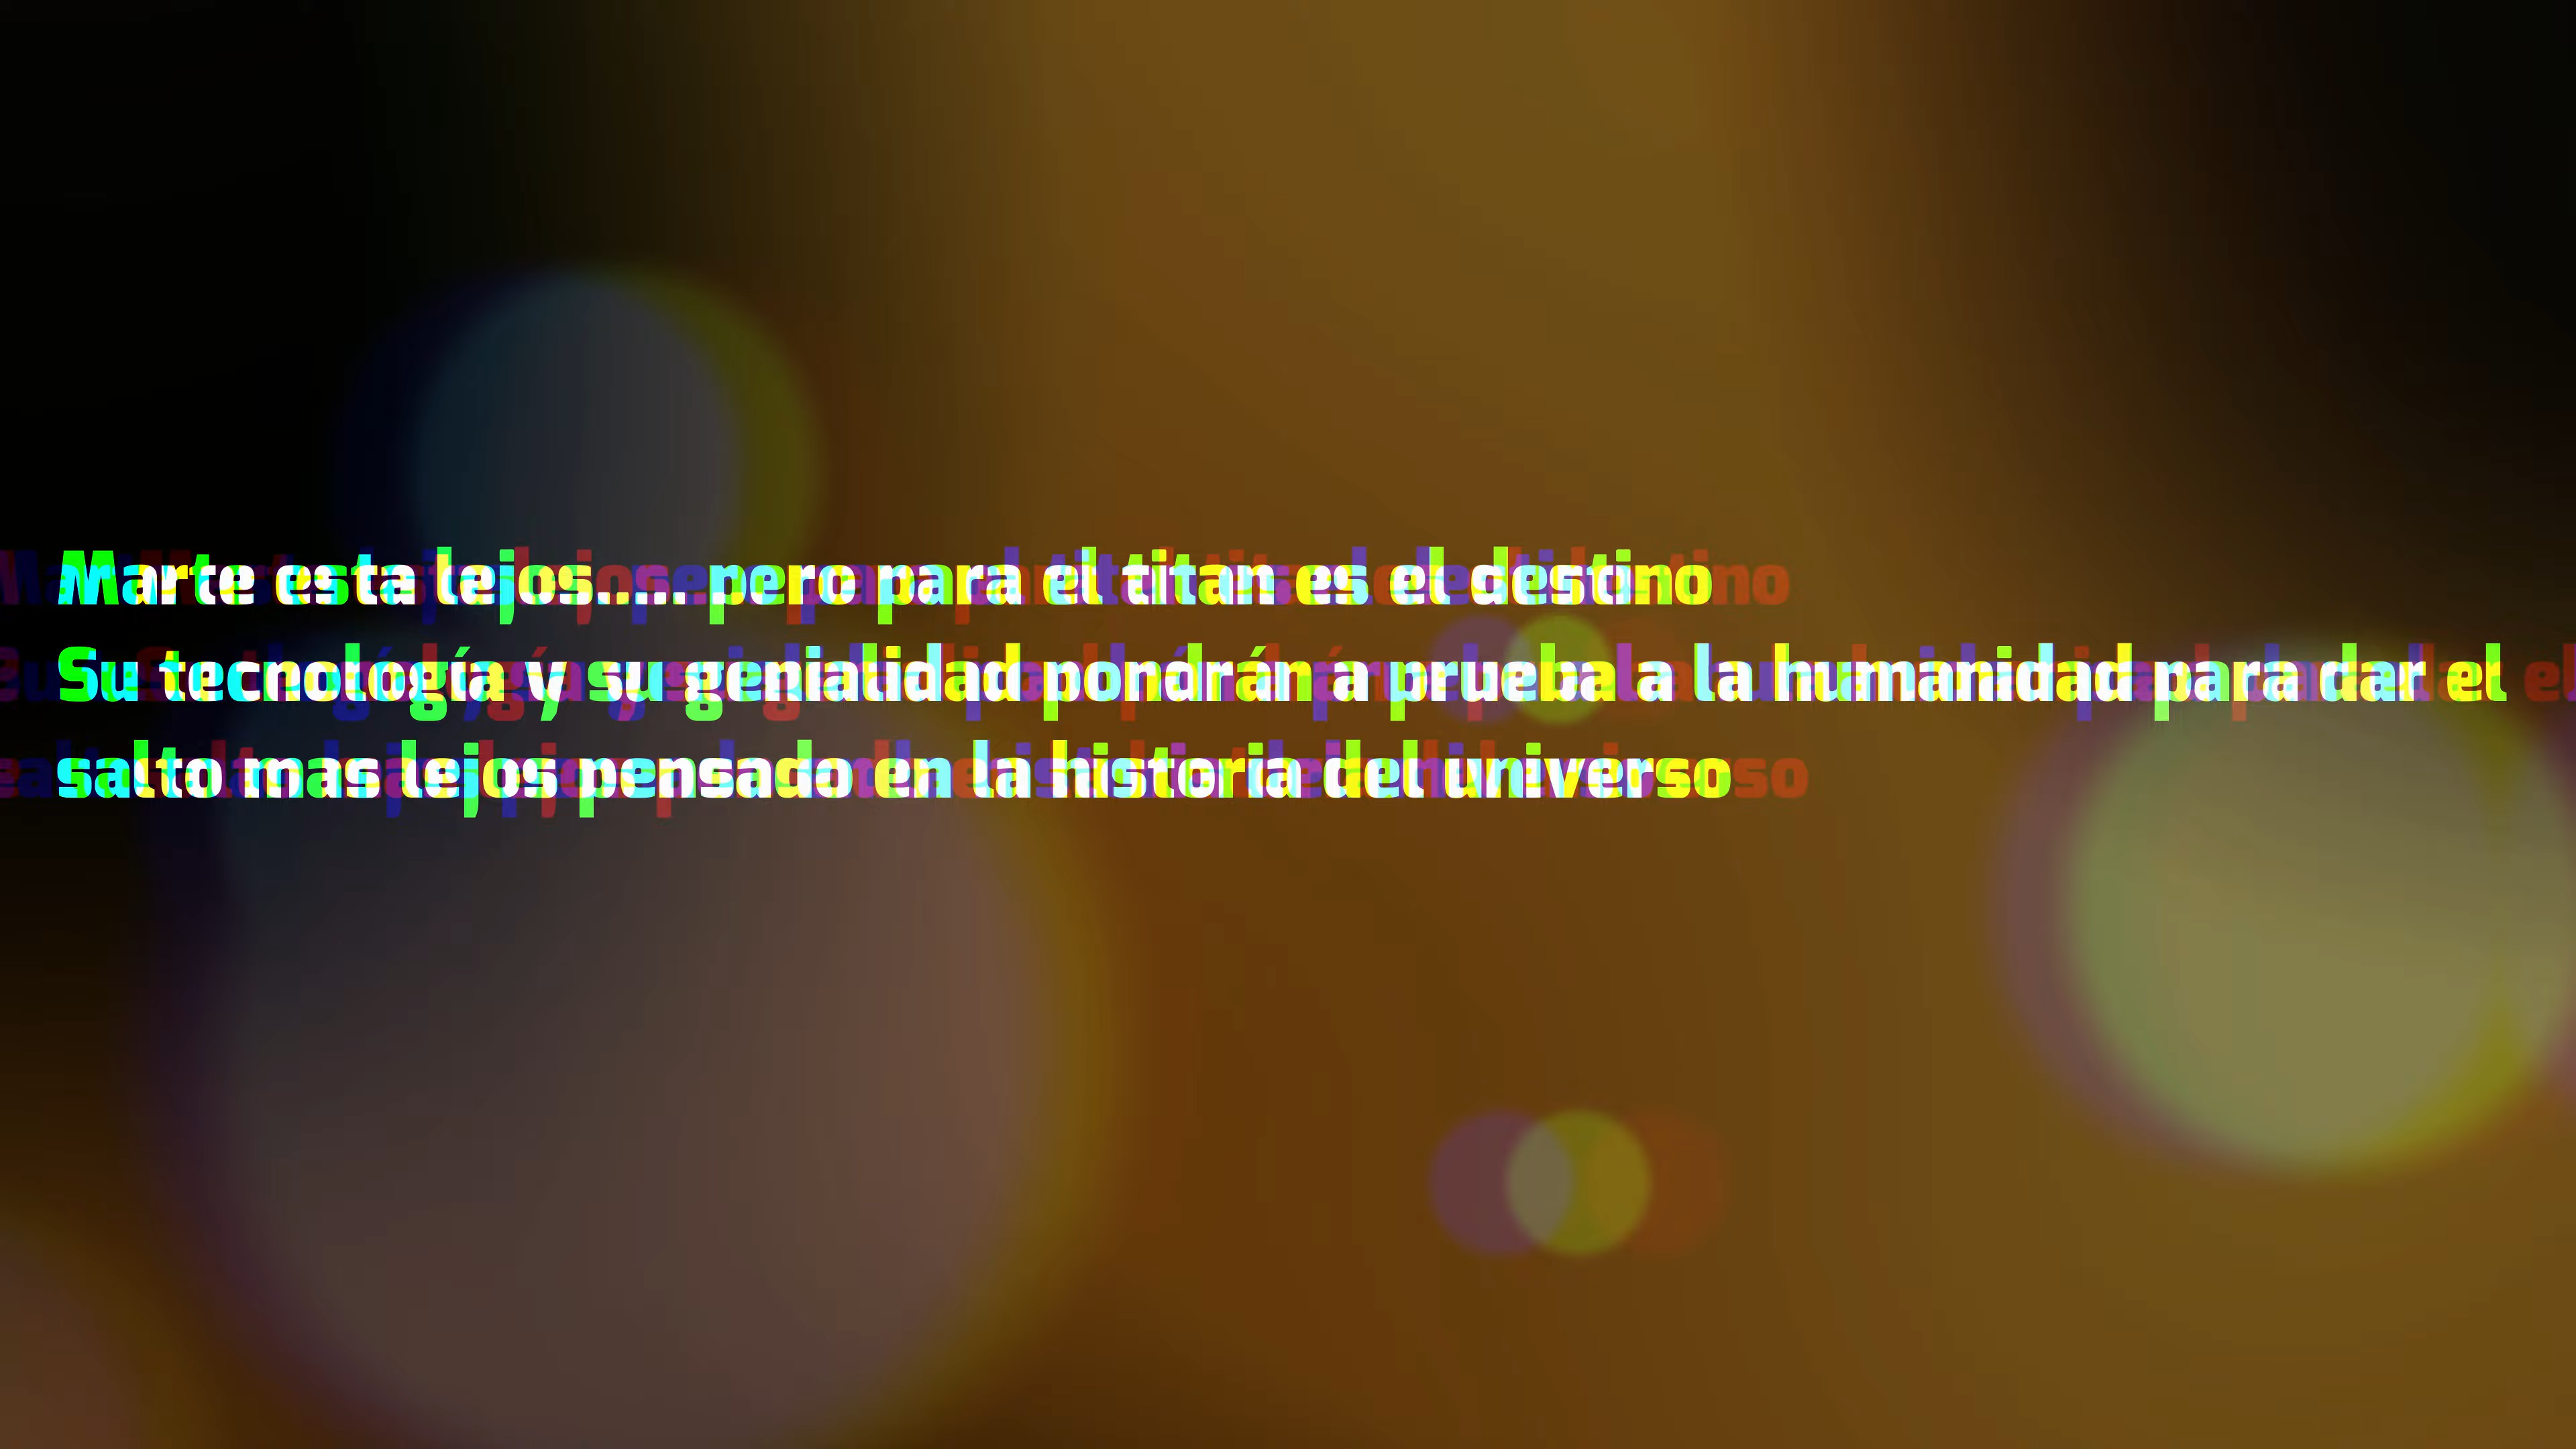 Marte esta lejos..... pero para el titan es el destino
Su tecnología y su genialidad pondrán a prueba a la humanidad para dar el
salto mas lejos pensado en la historia del universo